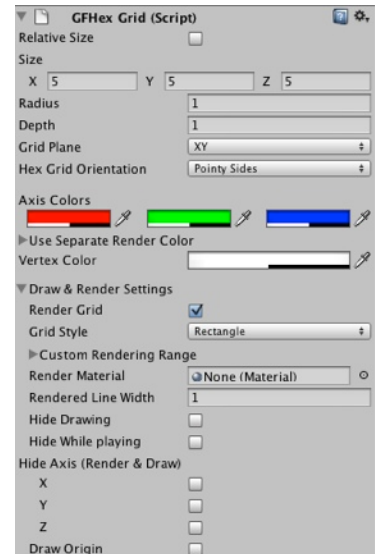 GFHex Grid (Script)
Relative Size
Size
X 5 Y 5 Z 5
Radius 1
Depth 1
Grid Plane XY
Hex Grid Orientation Pointy Sides
Axis Colors
Use Separate Render Color
Vertex Color
Draw & Render Settings
Render Grid
Grid Style Rectangle
Custom Rendering Range
Render Material None (Material)
Rendered Line Width 1
Hide Drawing
Hide While playing
Hide Axis (Render & Draw)
X
Y
Z
Draw Origin